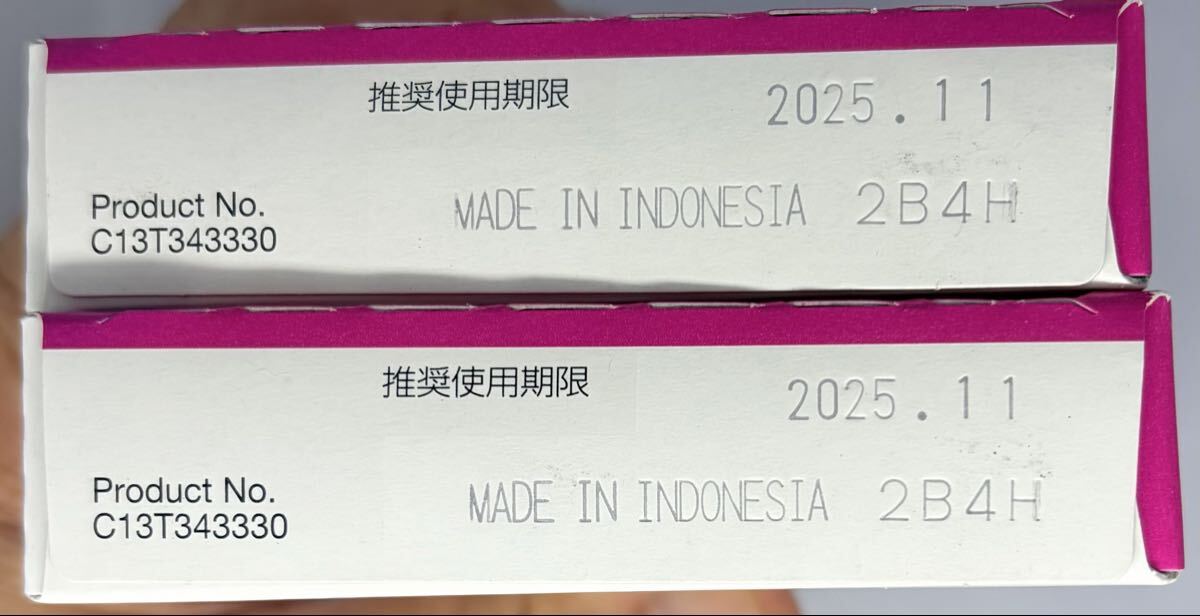 推奨使用期限 2025.11
Product No.
C13T343330
MADE IN INDONESIA 2B4H
推奨使用期限 2025.11
Product No.
C13T343330
MADE IN INDONESIA 2B4H